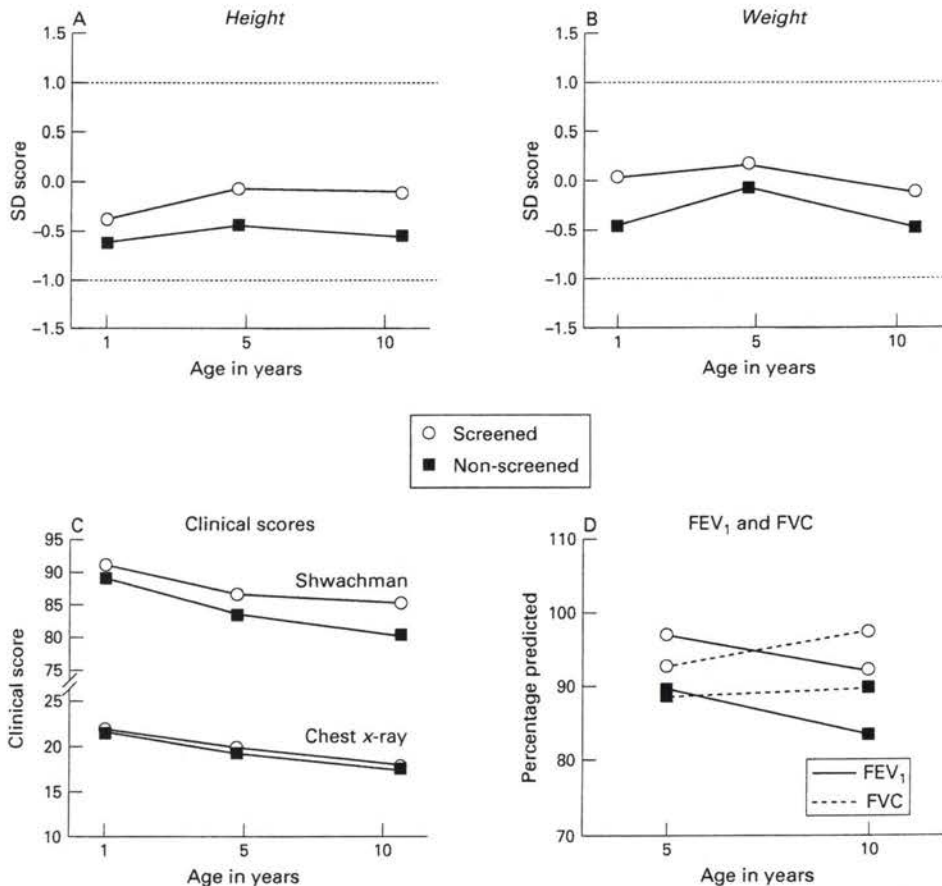 A
Height
1.5
1.0
0.5
0.0
–0.5
–1.0
–1.5
SD score
1
5
10
Age in years
B
Weight
1.5
1.0
0.5
0.0
–0.5
–1.0
–1.5
SD score
1
5
10
Age in years
Screened
Non-screened
C
Clinical scores
95
90
85
80
75
25
20
15
10
Clinical score
Shwachman
Chest x-ray
1
5
10
Age in years
D
FEV₁ and FVC
110
100
90
80
70
Percentage predicted
FEV₁
FVC
5
10
Age in years